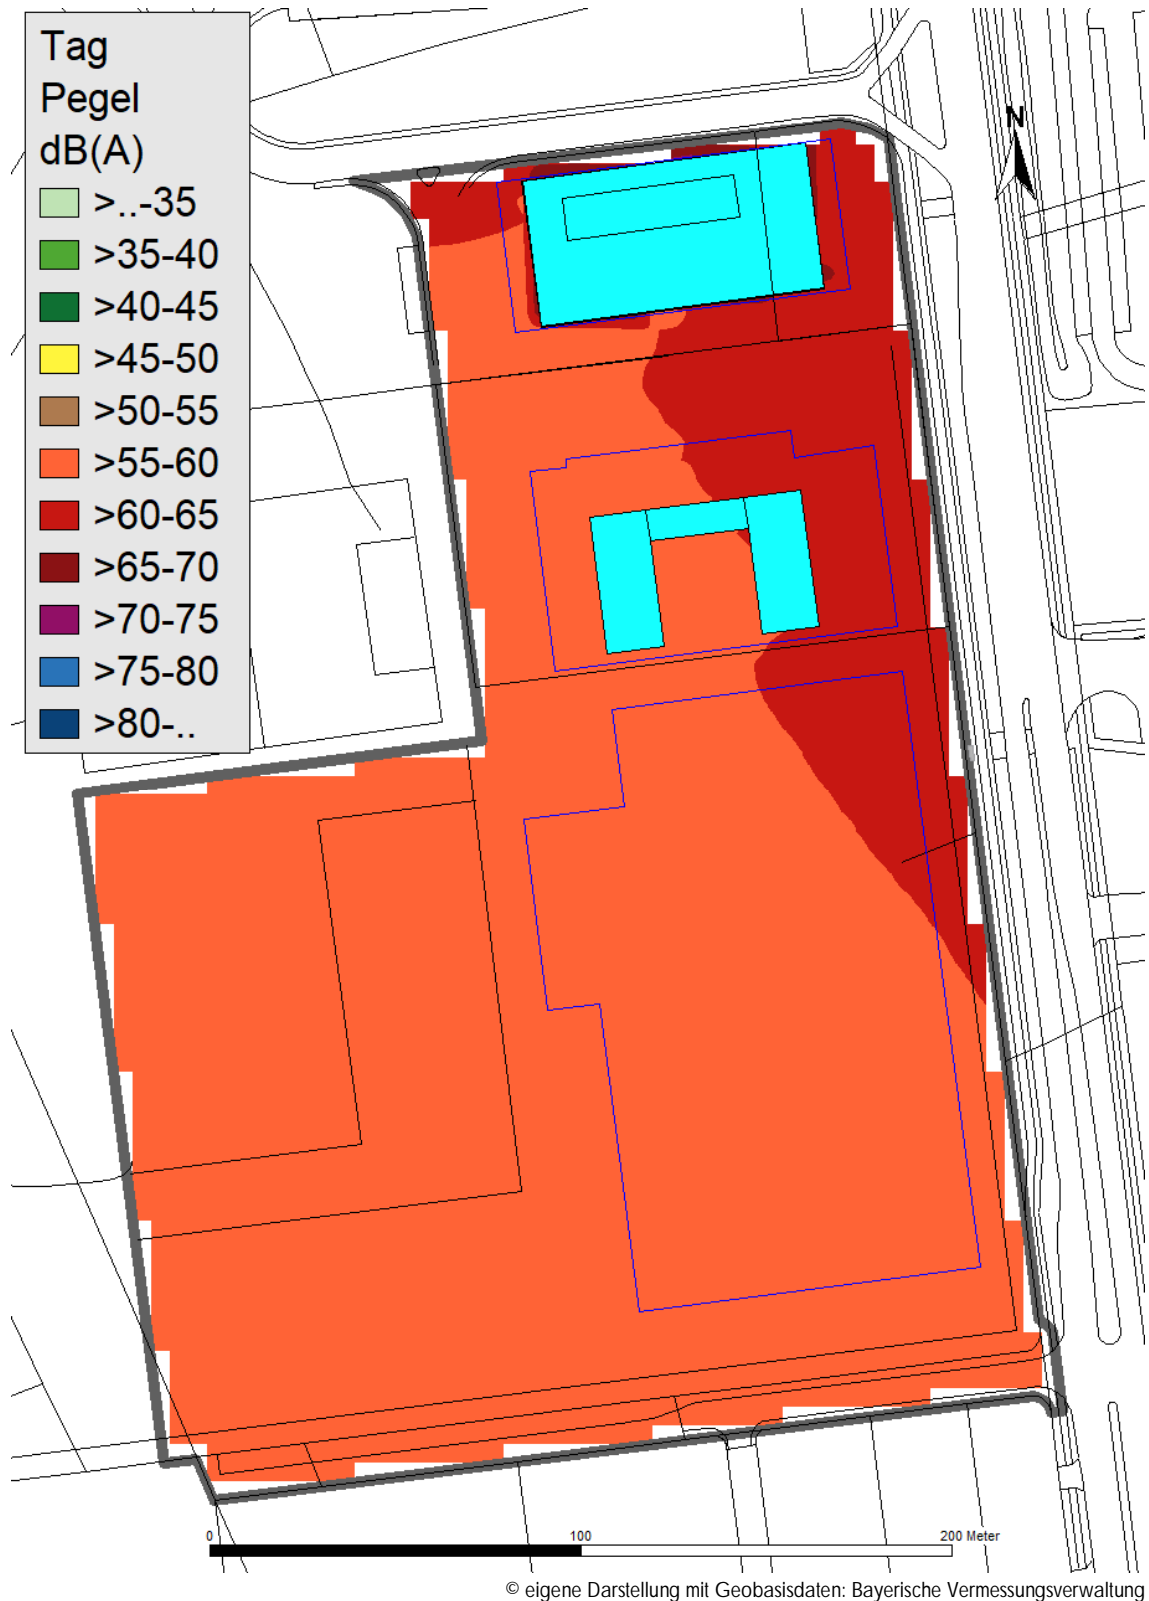 Tag
Pegel
dB(A)
>..-35
>35-40
>40-45
>45-50
>50-55
>55-60
>60-65
>65-70
>70-75
>75-80
>80-..
N
0 100 200 Meter
© eigene Darstellung mit Geobasisdaten: Bayerische Vermessungsverwaltung